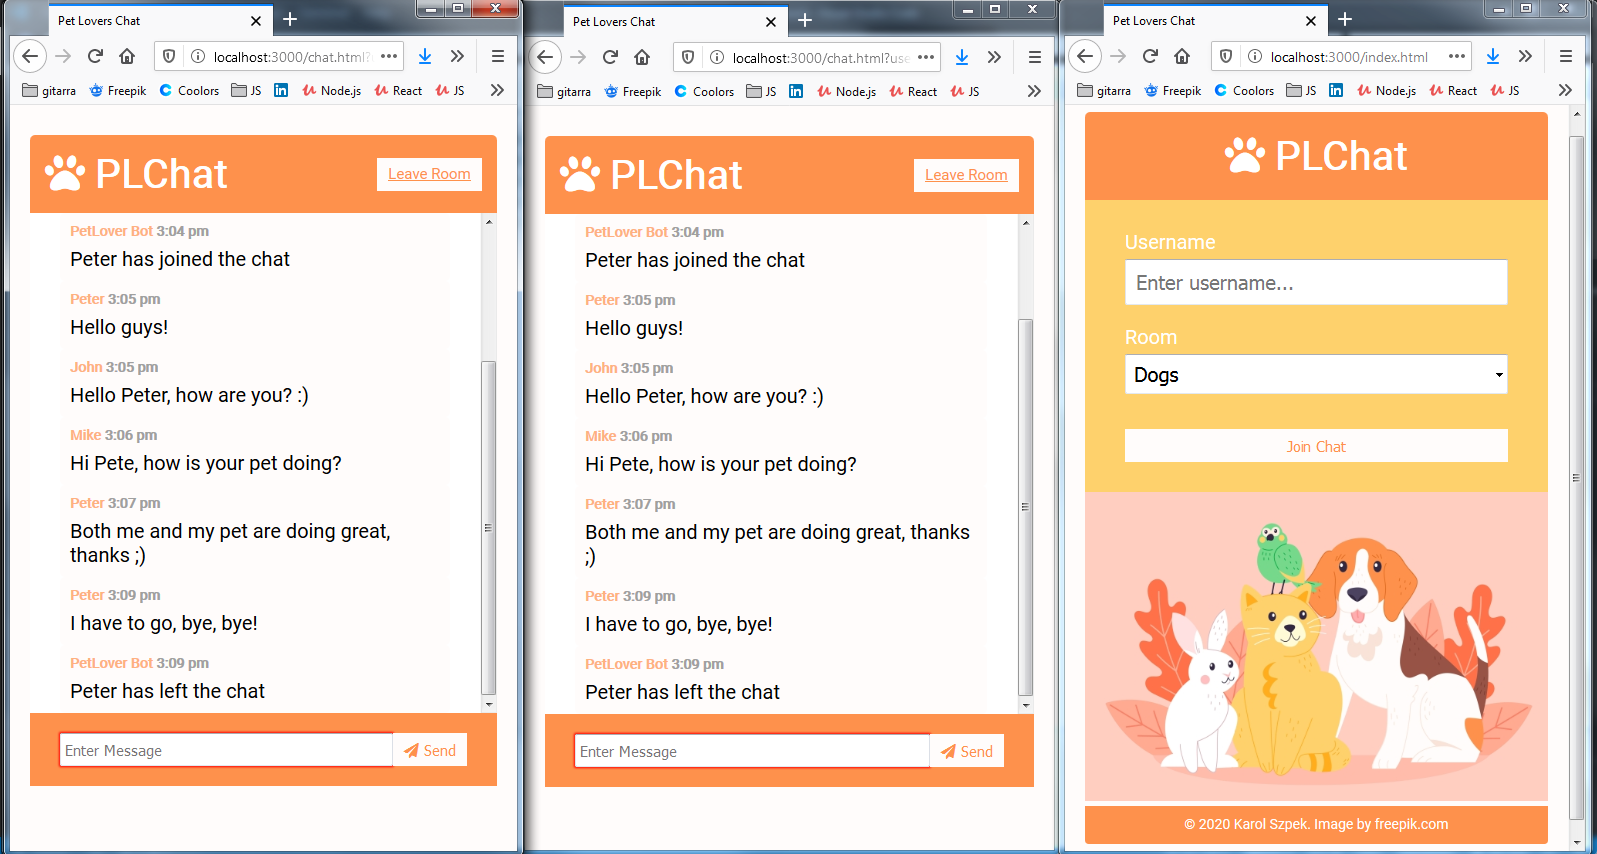 Pet Lovers Chat
localhost:3000/chat.html?
gitarra
Freepik
Coolors
JS
Node.js
React
JS
PLChat
Leave Room
PetLover Bot 3:04 pm
Peter has joined the chat
Peter 3:05 pm
Hello guys!
John 3:05 pm
Hello Peter, how are you? :)
Mike 3:06 pm
Hi Pete, how is your pet doing?
Peter 3:07 pm
Both me and my pet are doing great,
thanks ;)
Peter 3:09 pm
I have to go, bye, bye!
PetLover Bot 3:09 pm
Peter has left the chat
Enter Message
Send
Pet Lovers Chat
localhost:3000/chat.html?use
gitarra
Freepik
Coolors
JS
Node.js
React
JS
PLChat
Leave Room
PetLover Bot 3:04 pm
Peter has joined the chat
Peter 3:05 pm
Hello guys!
John 3:05 pm
Hello Peter, how are you? :)
Mike 3:06 pm
Hi Pete, how is your pet doing?
Peter 3:07 pm
Both me and my pet are doing great, thanks
;)
Peter 3:09 pm
I have to go, bye, bye!
PetLover Bot 3:09 pm
Peter has left the chat
Enter Message
Send
Pet Lovers Chat
localhost:3000/index.html
gitarra
Freepik
Coolors
JS
Node.js
React
JS
PLChat
Username
Enter username...
Room
Dogs
Join Chat
© 2020 Karol Szpek. Image by freepik.com